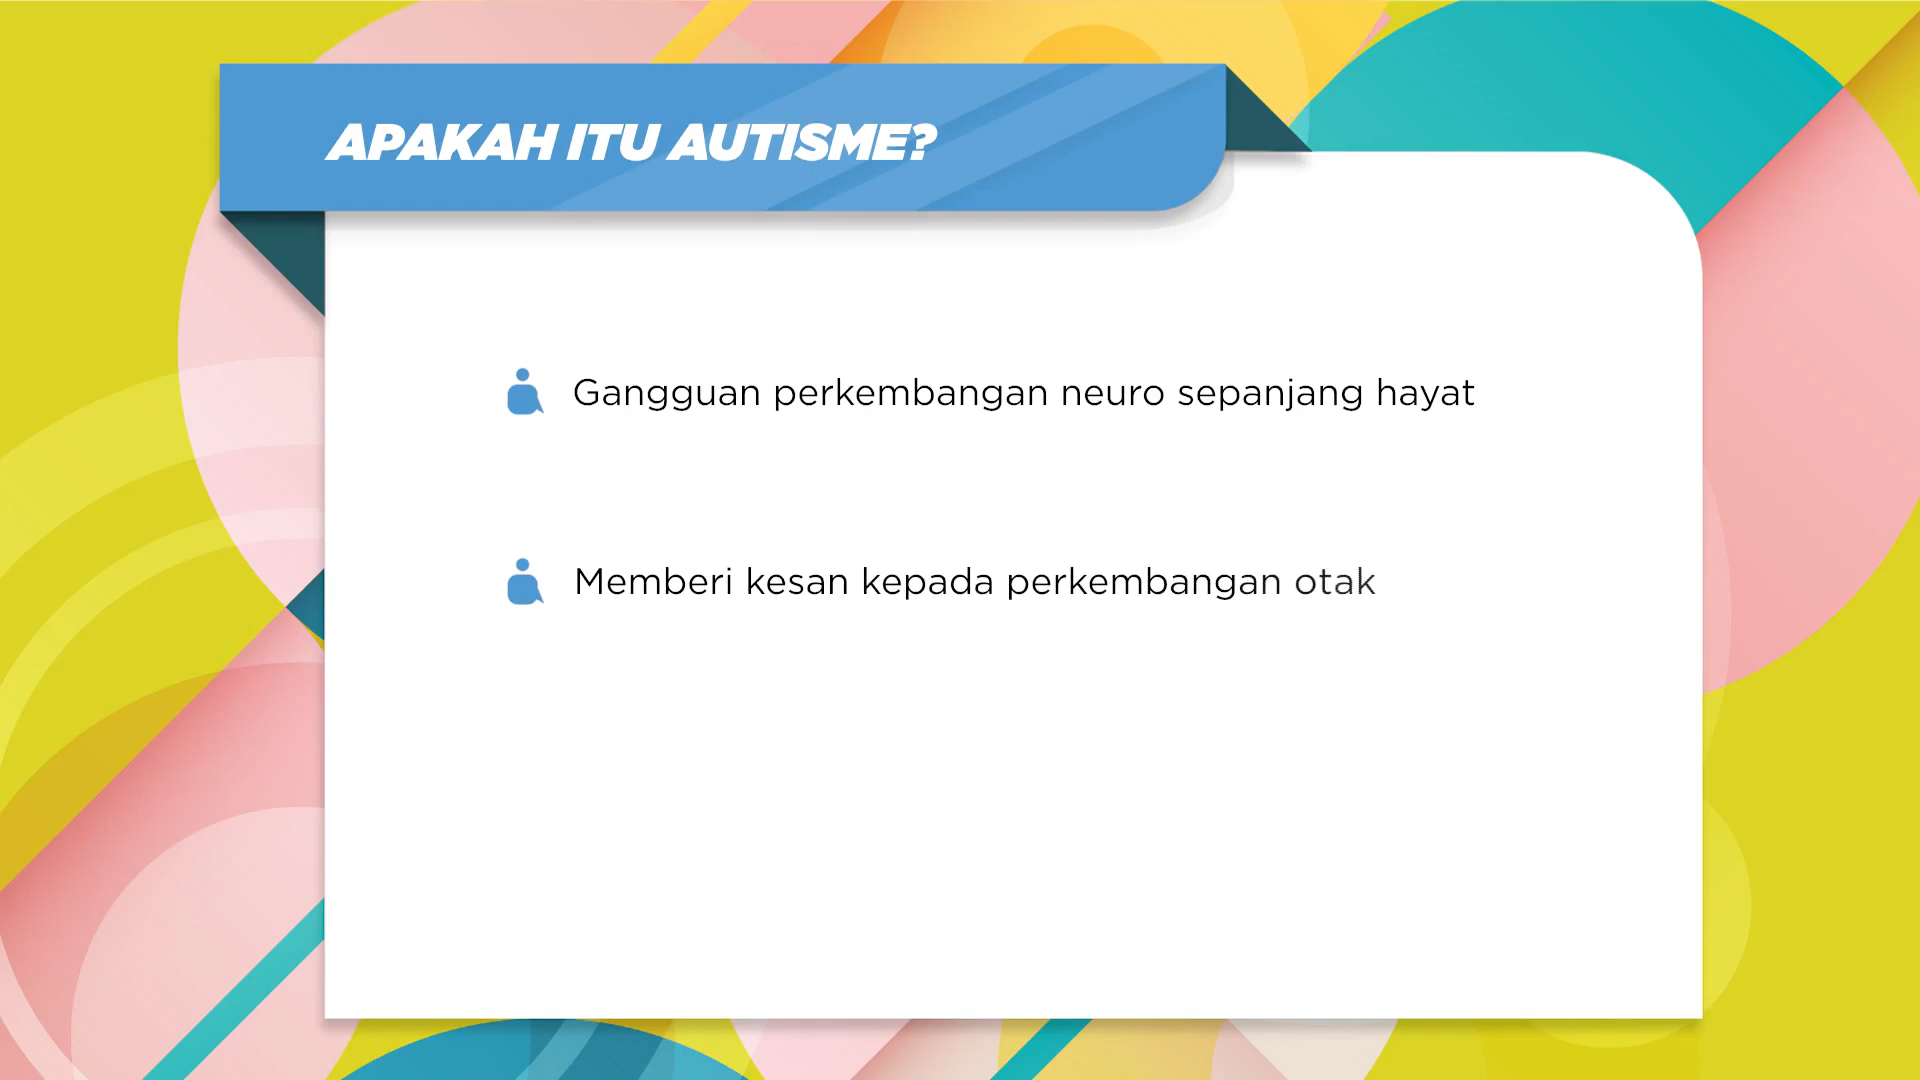 APAKAH ITU AUTISME?
Gangguan perkembangan neuro sepanjang hayat
Memberi kesan kepada perkembangan otak